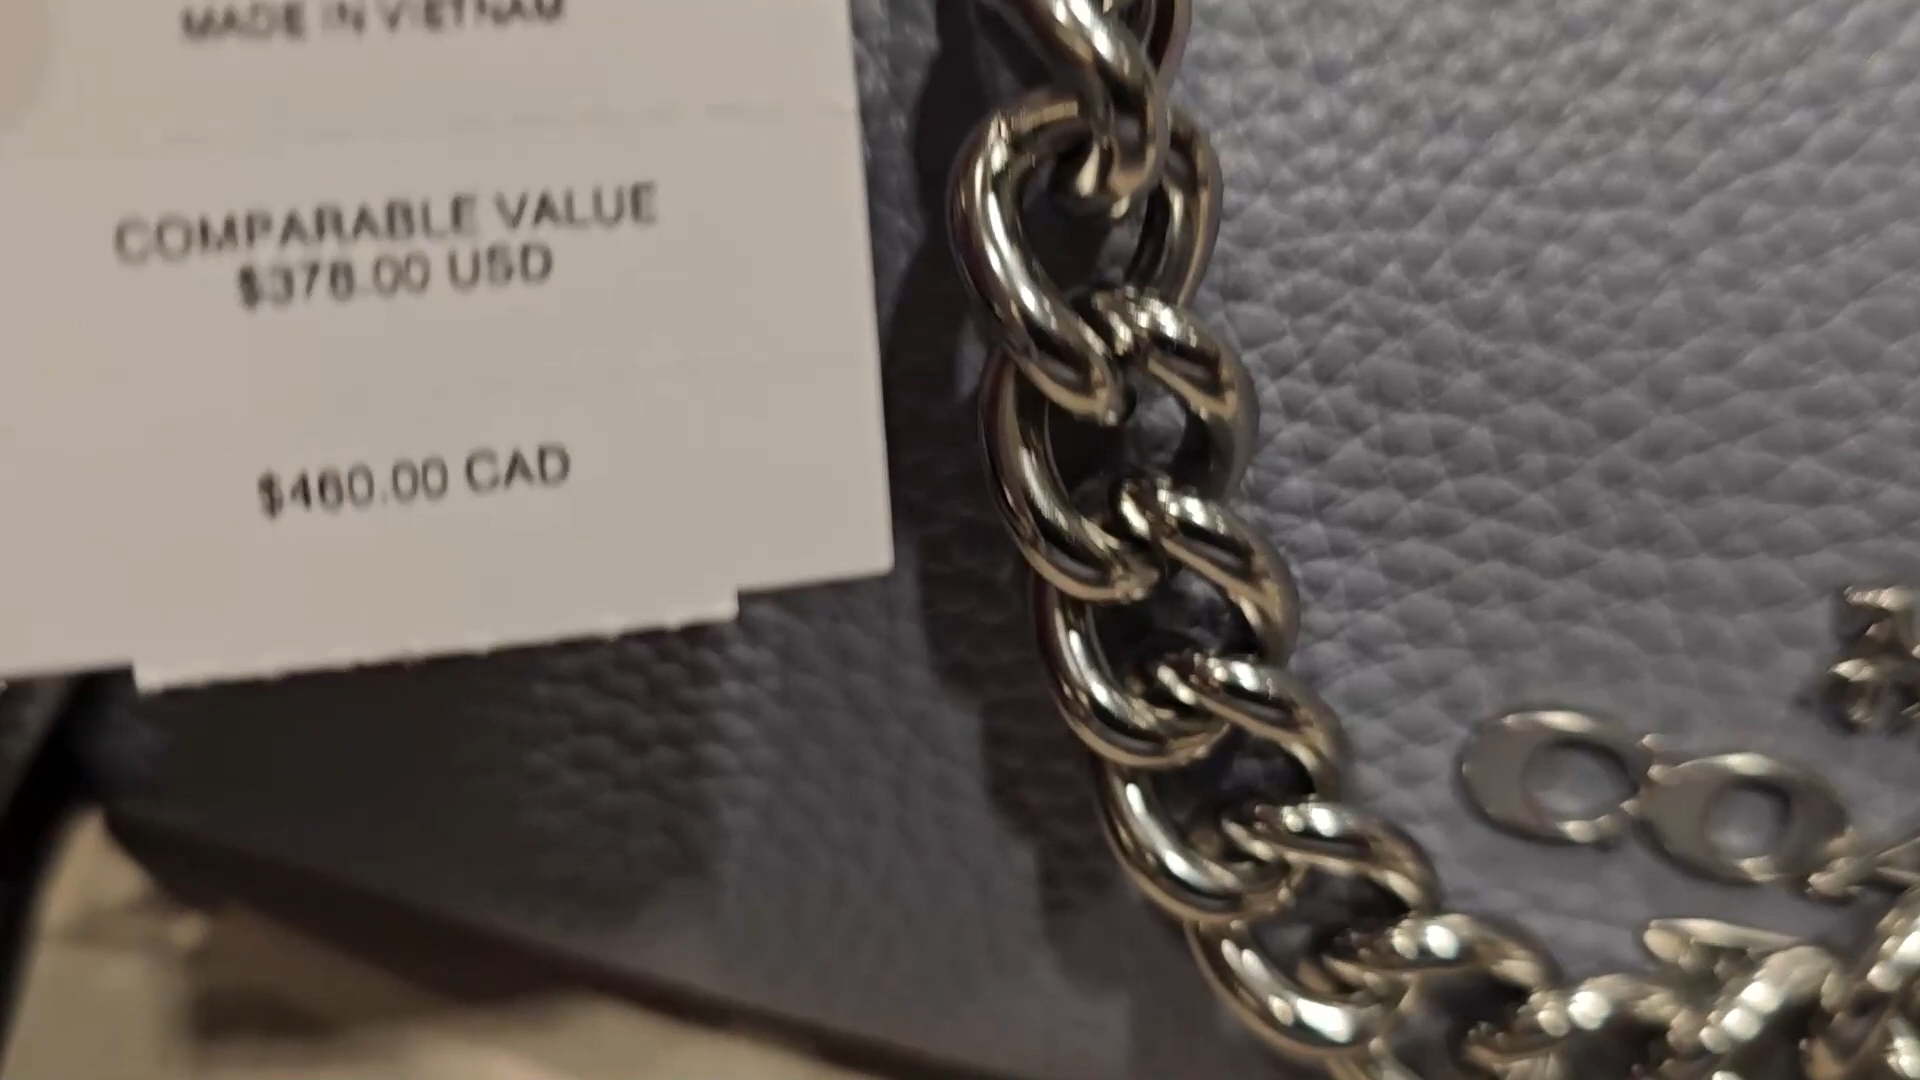 MADE IN VIETNAM
COMPARABLE VALUE
$378.00 USD
$460.00 CAD